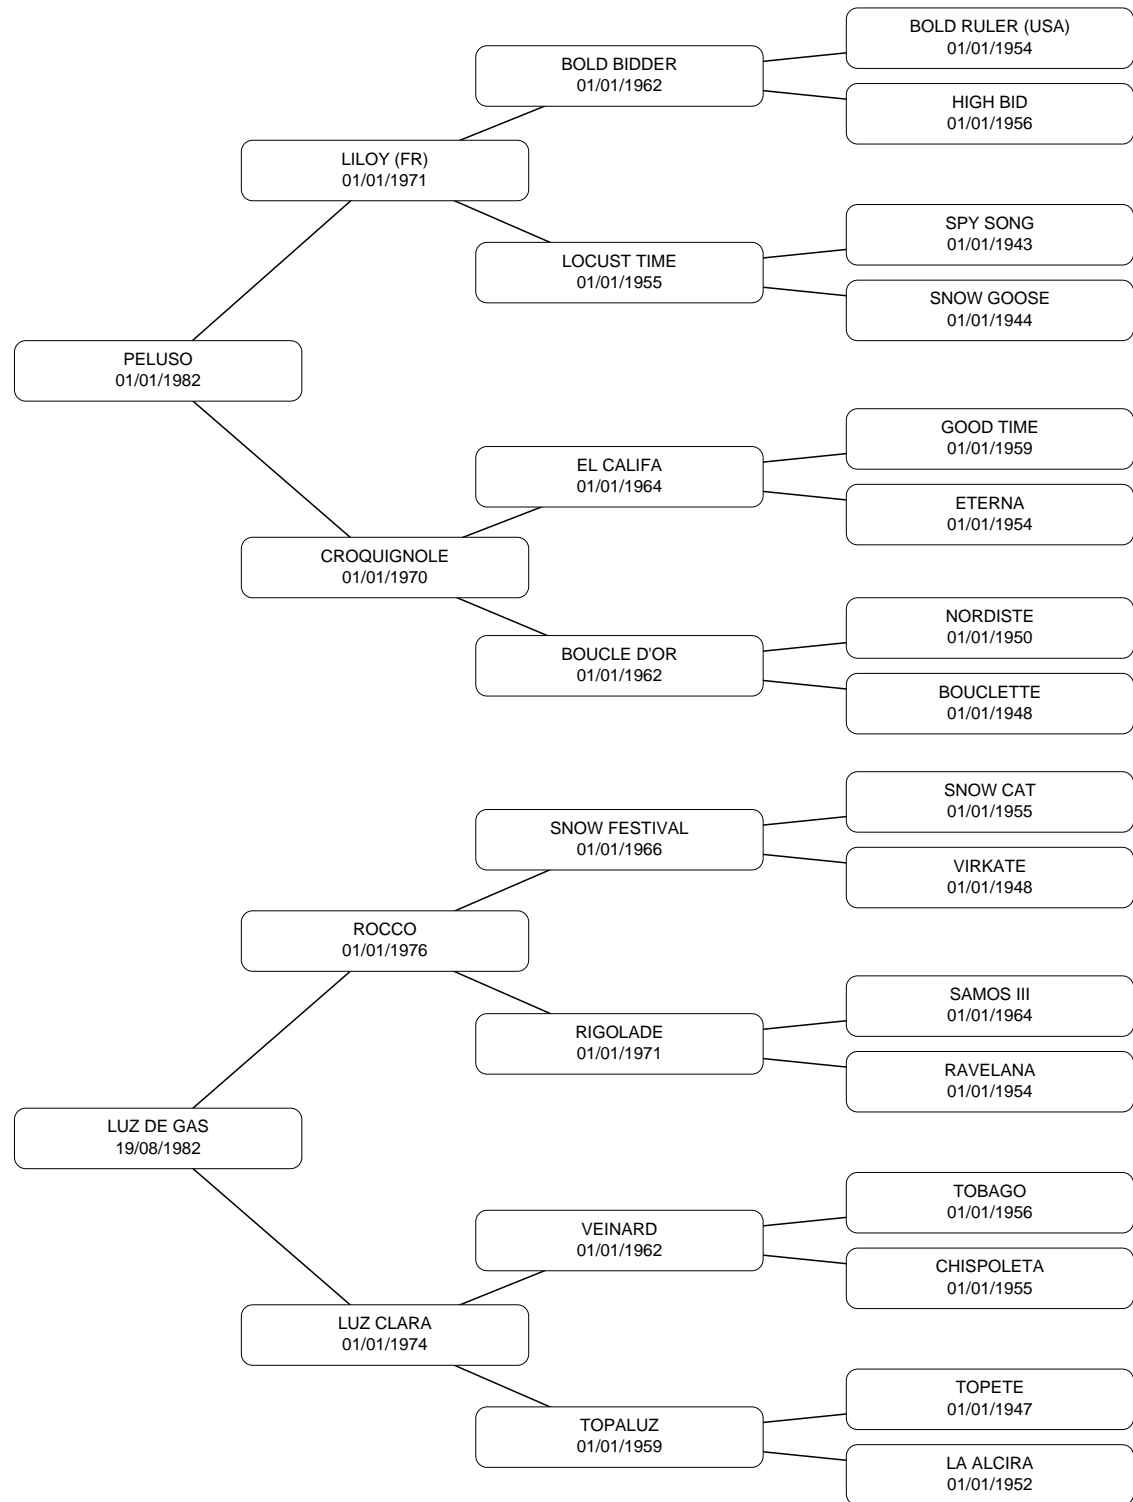 BOLD RULER (USA)
01/01/1954
BOLD BIDDER
01/01/1962
HIGH BID
01/01/1956
LILOY (FR)
01/01/1971
SPY SONG
01/01/1943
LOCUST TIME
01/01/1955
SNOW GOOSE
01/01/1944
PELUSO
01/01/1982
GOOD TIME
01/01/1959
EL CALIFA
01/01/1964
ETERNA
01/01/1954
CROQUIGNOLE
01/01/1970
NORDISTE
01/01/1950
BOUCLE D'OR
01/01/1962
BOUCLETTE
01/01/1948
SNOW CAT
01/01/1955
SNOW FESTIVAL
01/01/1966
VIRKATE
01/01/1948
ROCCO
01/01/1976
SAMOS III
01/01/1964
RIGOLADE
01/01/1971
RAVELANA
01/01/1954
LUZ DE GAS
19/08/1982
TOBAGO
01/01/1956
VEINARD
01/01/1962
CHISPOLETA
01/01/1955
LUZ CLARA
01/01/1974
TOPETE
01/01/1947
TOPALUZ
01/01/1959
LA ALCIRA
01/01/1952